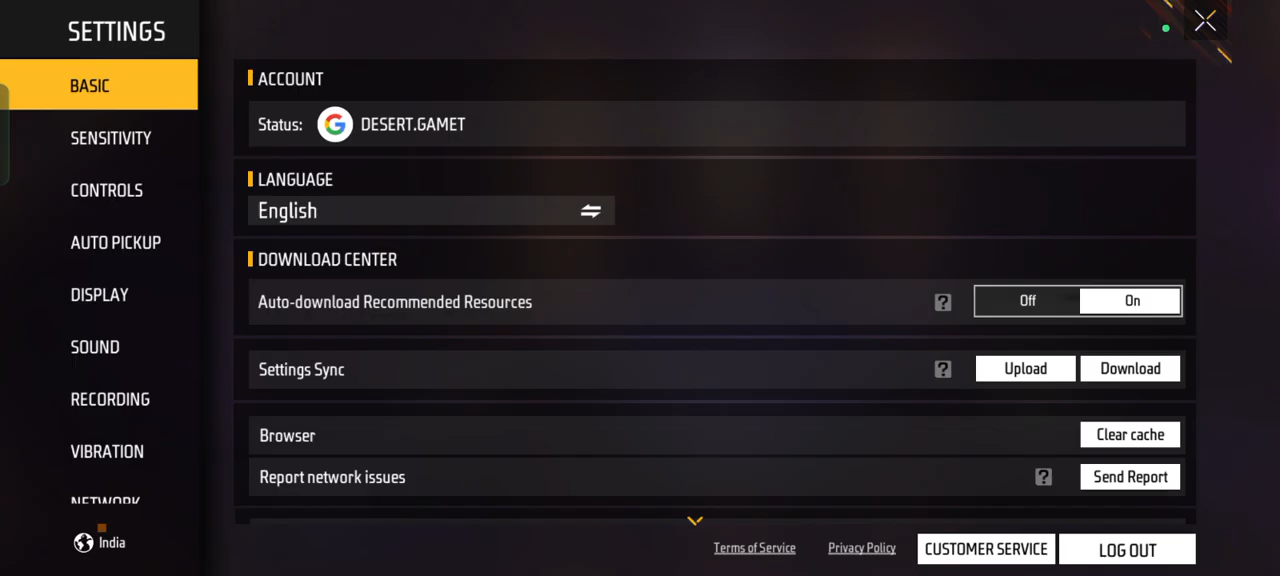 SETTINGS
BASIC
SENSITIVITY
CONTROLS
AUTO PICKUP
DISPLAY
SOUND
RECORDING
VIBRATION
NETWORK
India
ACCOUNT
Status: G DESERT.GAMET
LANGUAGE
English
DOWNLOAD CENTER
Auto-download Recommended Resources ? Off On
Settings Sync ? Upload Download
Browser Clear cache
Report network issues ? Send Report
Terms of Service Privacy Policy CUSTOMER SERVICE LOG OUT